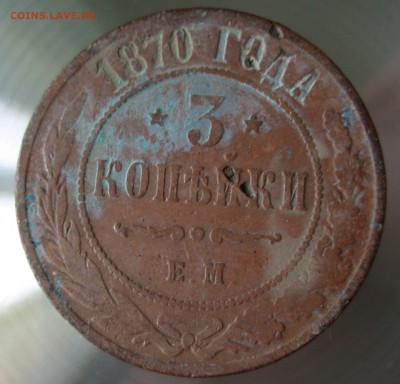 COINS.LAVE.RU
1870 ГОДА
3
КОПѢЙКИ
Е М